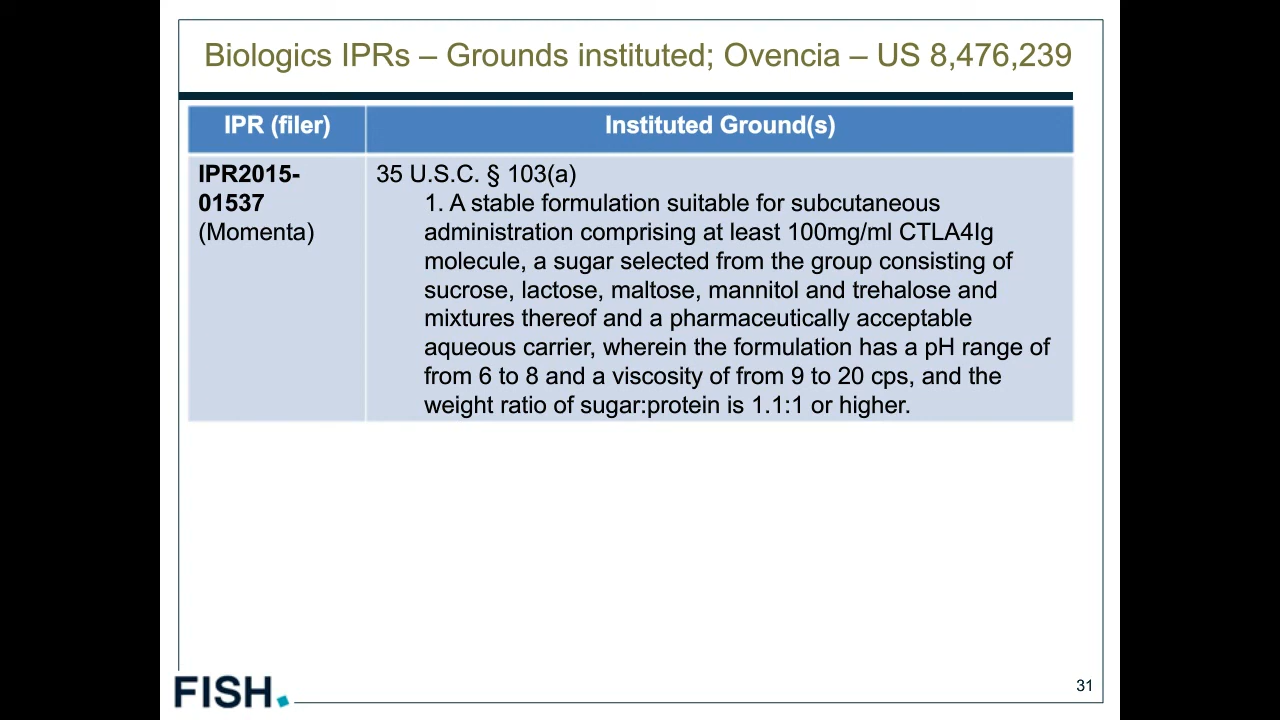 Biologics IPRs – Grounds instituted; Ovencia – US 8,476,239
IPR (filer)
Instituted Ground(s)
IPR2015-
01537
(Momenta)
35 U.S.C. § 103(a)
1. A stable formulation suitable for subcutaneous
administration comprising at least 100mg/ml CTLA4Ig
molecule, a sugar selected from the group consisting of
sucrose, lactose, maltose, mannitol and trehalose and
mixtures thereof and a pharmaceutically acceptable
aqueous carrier, wherein the formulation has a pH range of
from 6 to 8 and a viscosity of from 9 to 20 cps, and the
weight ratio of sugar:protein is 1.1:1 or higher.
FISH.
31